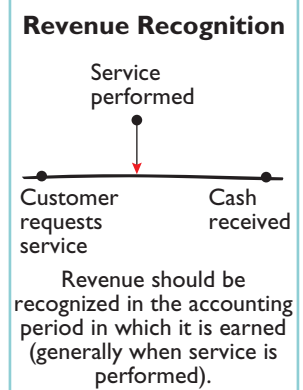 Revenue Recognition
Service
performed
Customer
requests
service
Cash
received
Revenue should be
recognized in the accounting
period in which it is earned
(generally when service is
performed).